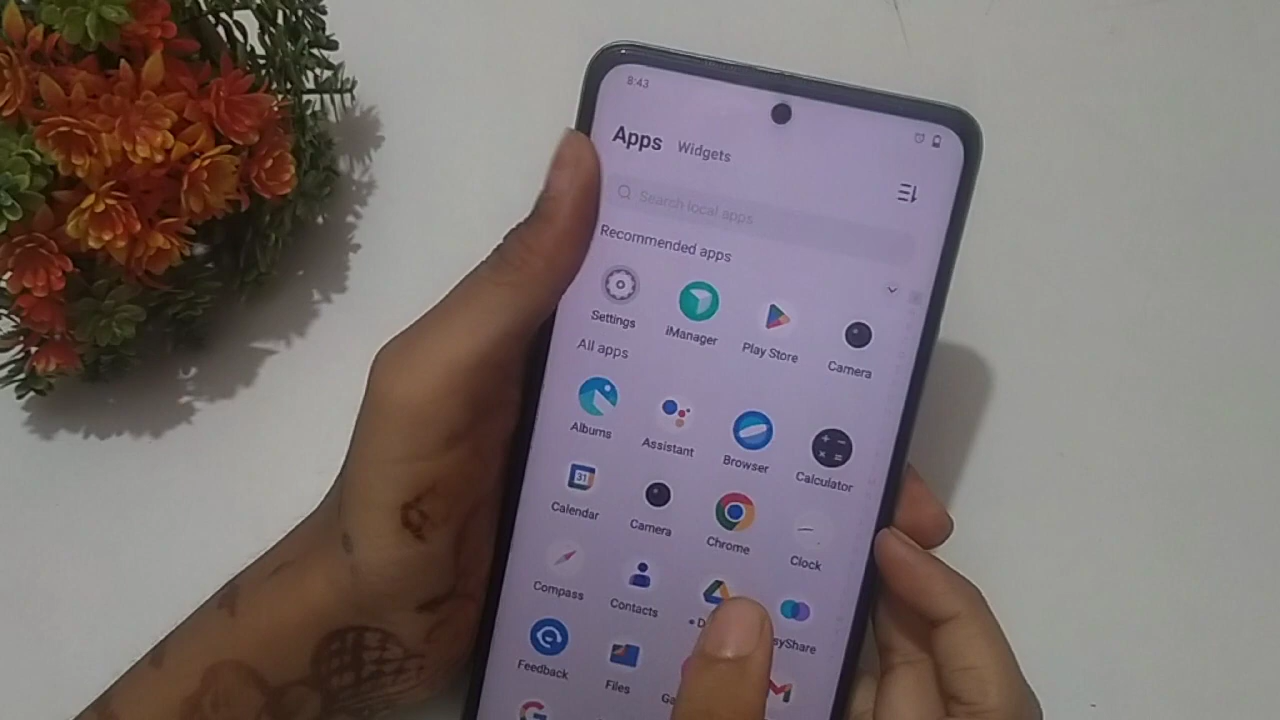 8:43
Apps Widgets
Search local apps
Recommended apps
Settings iManager Play Store Camera
All apps
Albums Assistant Browser Calculator
31
Calendar Camera Chrome Clock
Compass Contacts
Feedback Files